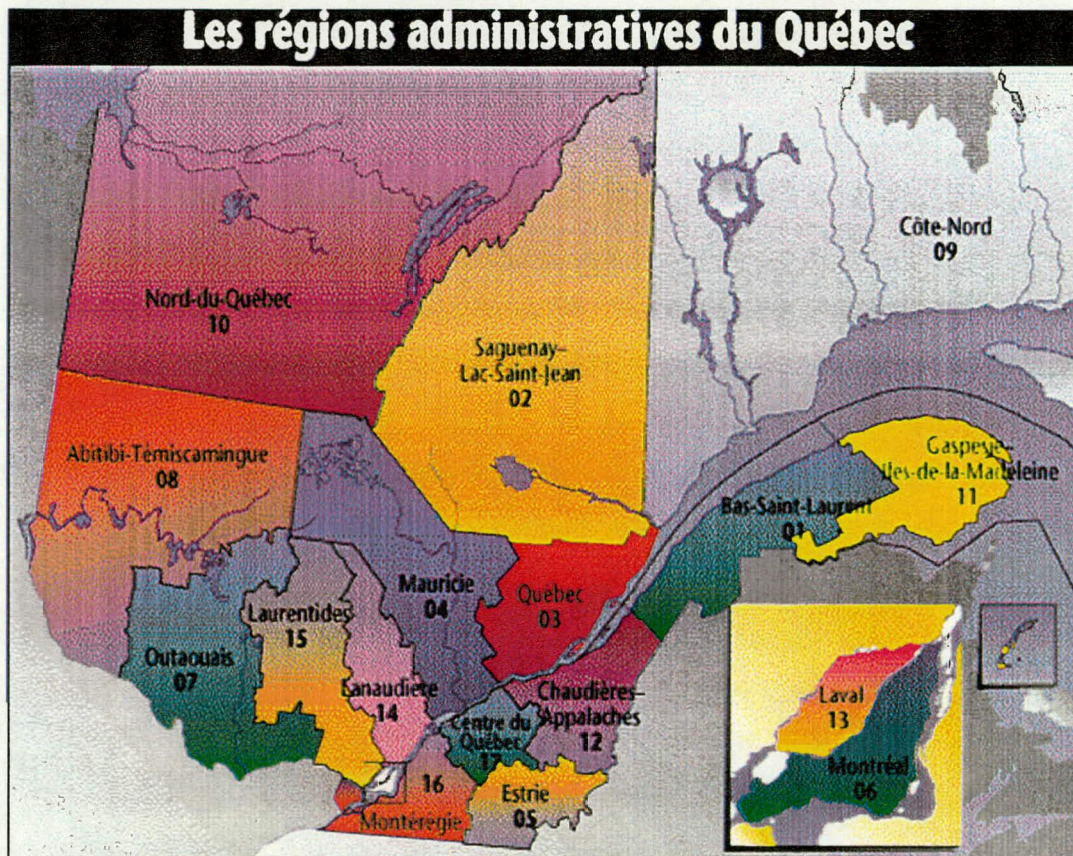 Les régions administratives du Québec
Côte-Nord
09
Nord-du-Québec
10
Saguenay–
Lac-Saint-Jean
02
Abitibi-Témiscamingue
08
Gaspésie–
Iles-de-la-Madeleine
11
Bas-Saint-Laurent
01
Mauricie
04
Québec
03
Laurentides
15
Outaouais
07
Lanaudière
14
Chaudières–
Appalaches
12
Centre du
Québec
17
Laval
13
Montréal
06
16
Montérégie
Estrie
05